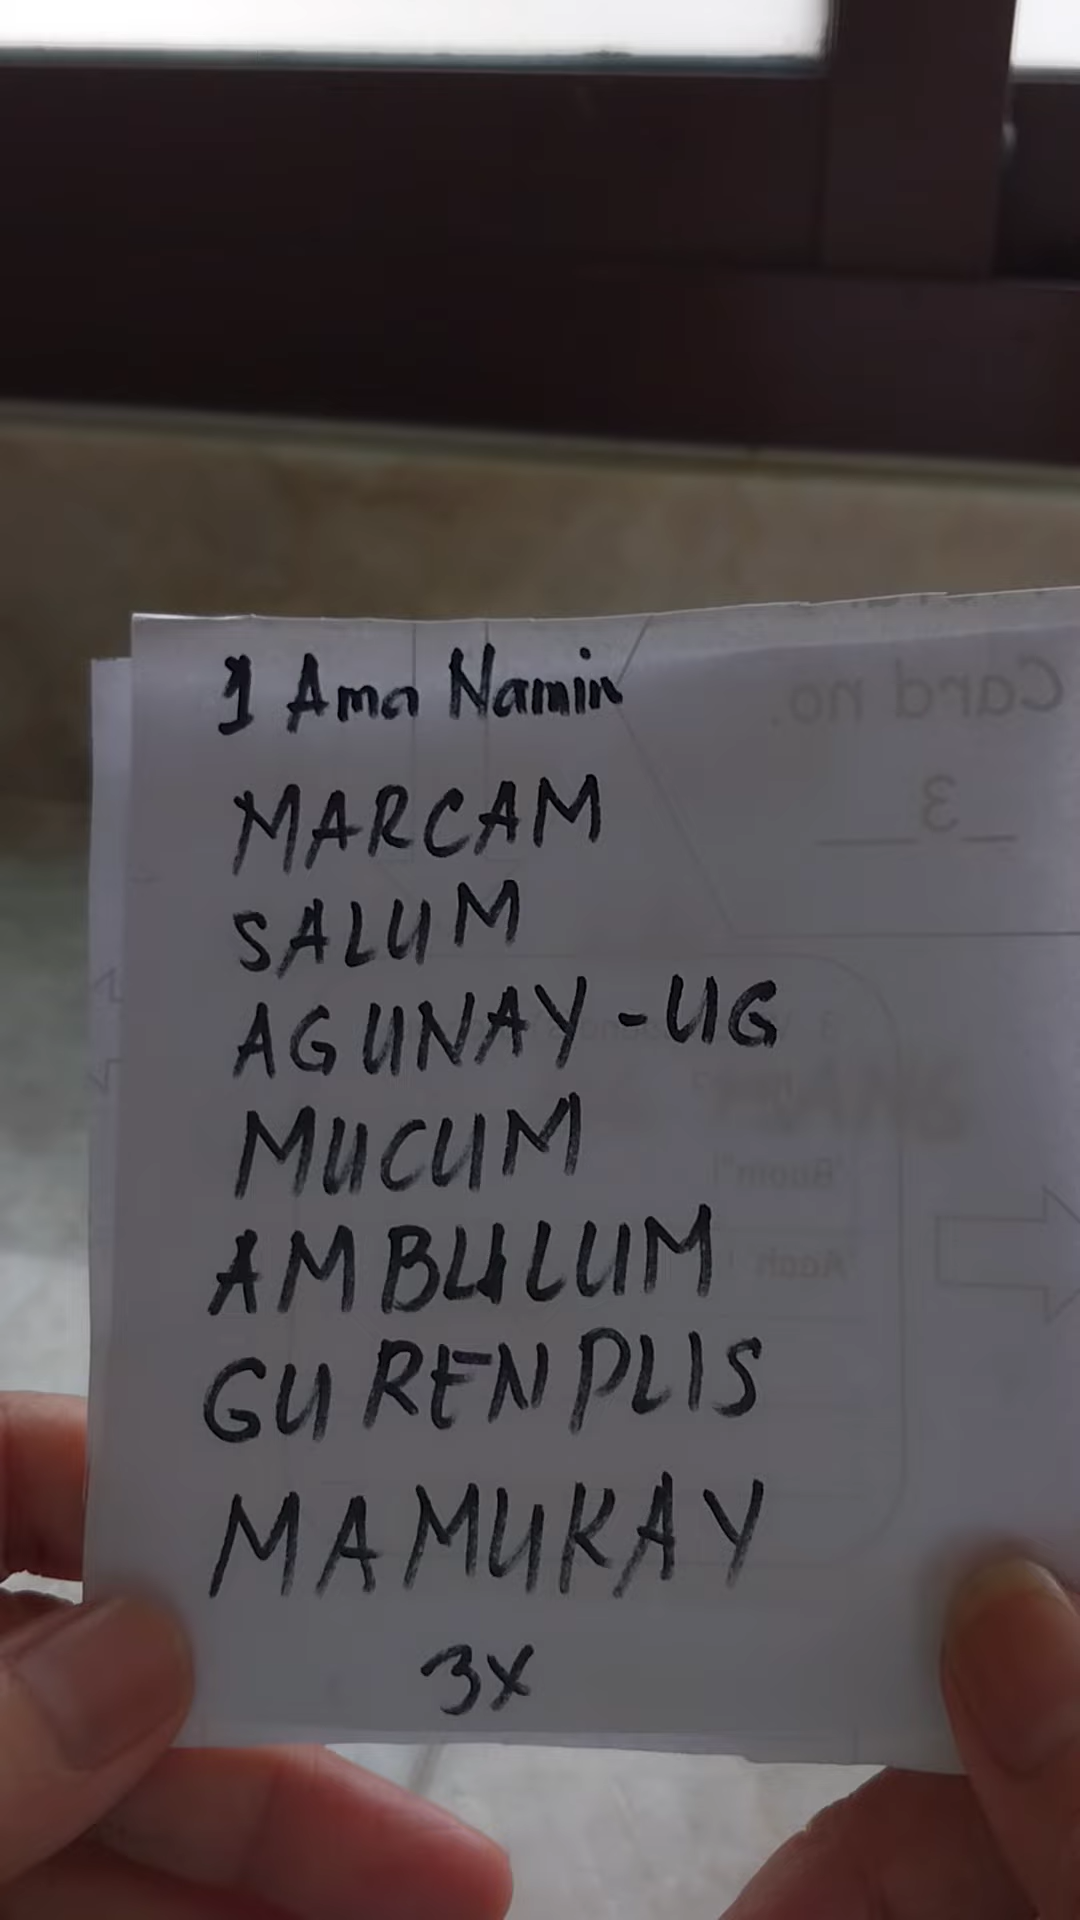 1 Ama Namin
MARCAM
SALUM
AGUNAY-UG
MUCUM
AMBULUM
GURENPLIS
MAMUKAY
3x
Card no.
3